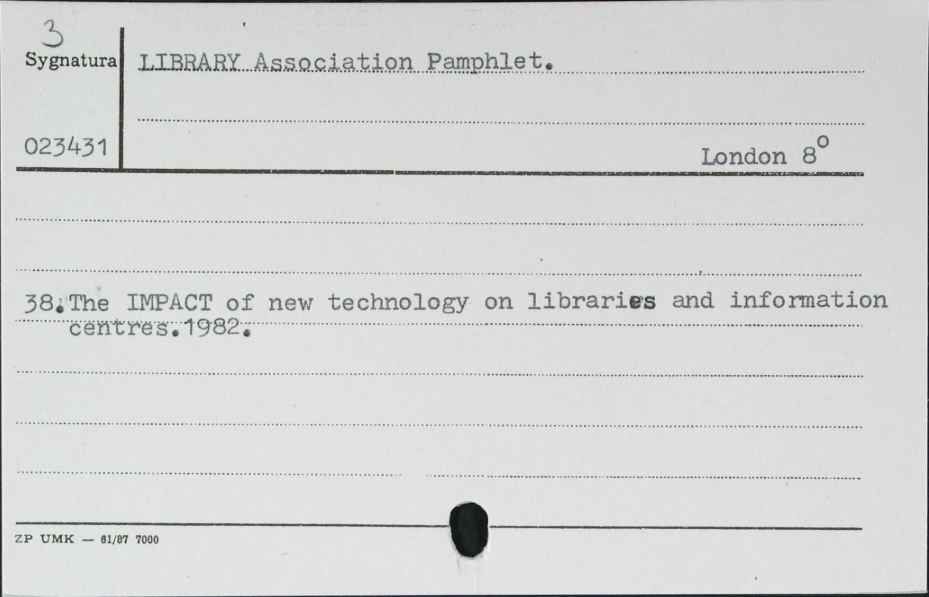 3
Sygnatura
LIBRARY Association Pamphlet.
023431
London 8º
38. The IMPACT of new technology on libraries and information
centres. 1982.
ZP UMK — 61/87 7000